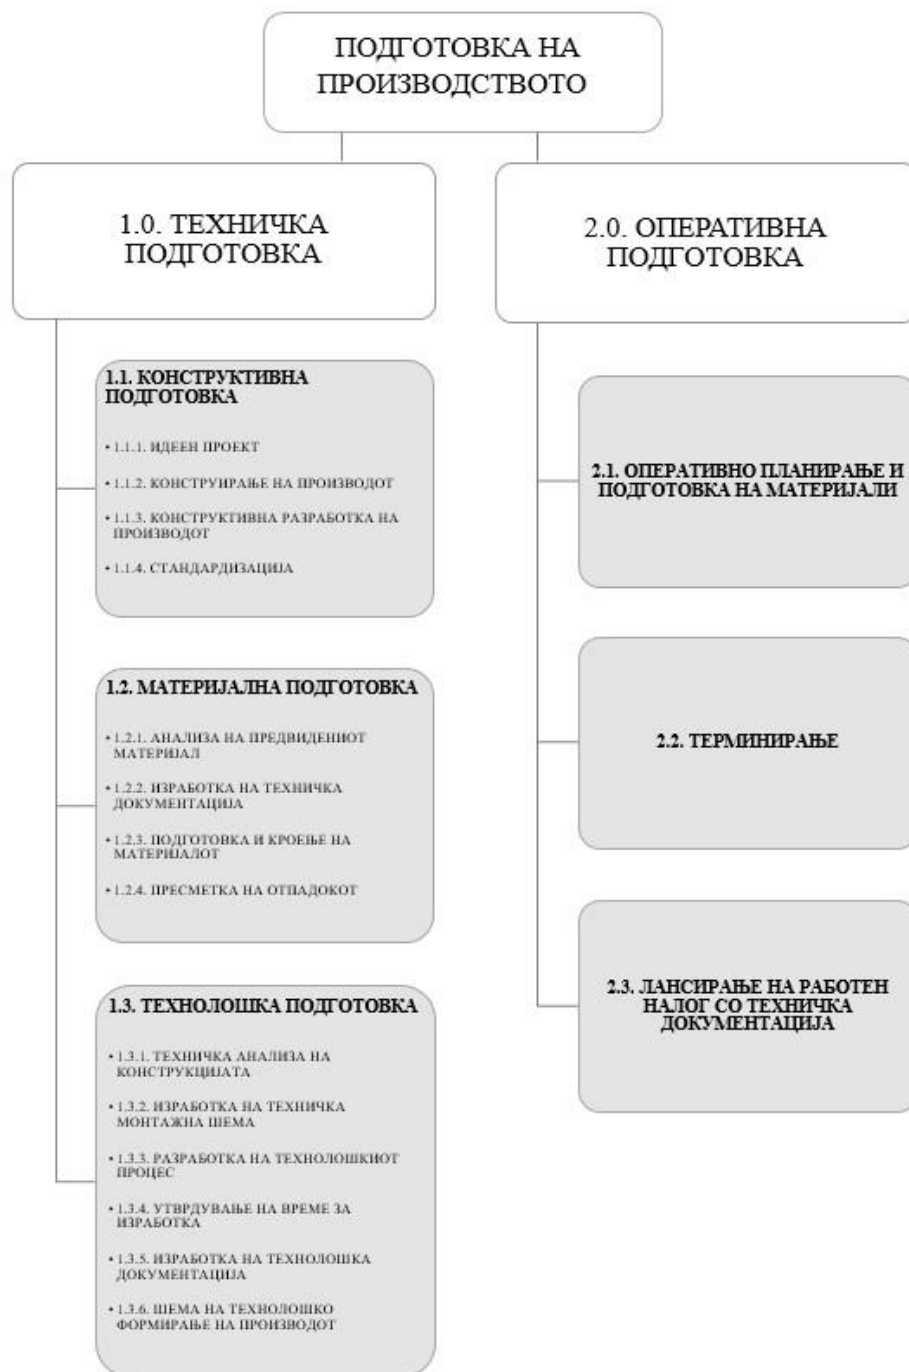 ПОДГОТОВКА НА
ПРОИЗВОДСТВОТО
1.0. ТЕХНИЧКА
ПОДГОТОВКА
1.1. КОНСТРУКТИВНА
ПОДГОТОВКА
• 1.1.1. ИДЕЕН ПРОЕКТ
• 1.1.2. КОНСТРУИРАЊЕ НА ПРОИЗВОДОТ
• 1.1.3. КОНСТРУКТИВНА РАЗРАБОТКА НА
ПРОИЗВОДОТ
• 1.1.4. СТАНДАРДИЗАЦИЈА
1.2. МАТЕРИЈАЛНА ПОДГОТОВКА
• 1.2.1. АНАЛИЗА НА ПРЕДВИДЕНИОТ
МАТЕРИЈАЛ
• 1.2.2. ИЗРАБОТКА НА ТЕХНИЧКА
ДОКУМЕНТАЦИЈА
• 1.2.3. ПОДГОТОВКА И КРОЕЊЕ НА
МАТЕРИЈАЛОТ
• 1.2.4. ПРЕСМЕТКА НА ОТПАДОКОТ
1.3. ТЕХНОЛОШКА ПОДГОТОВКА
• 1.3.1. ТЕХНИЧКА АНАЛИЗА НА
КОНСТРУКЦИЈАТА
• 1.3.2. ИЗРАБОТКА НА ТЕХНИЧКА
МОНТАЖНА ШЕМА
• 1.3.3. РАЗРАБОТКА НА ТЕХНОЛОШКИОТ
ПРОЦЕС
• 1.3.4. УТВРДУВАЊЕ НА ВРЕМЕ ЗА
ИЗРАБОТКА
• 1.3.5. ИЗРАБОТКА НА ТЕХНОЛОШКА
ДОКУМЕНТАЦИЈА
• 1.3.6. ШЕМА НА ТЕХНОЛОШКО
ФОРМИРАЊЕ НА ПРОИЗВОДОТ
2.0. ОПЕРАТИВНА
ПОДГОТОВКА
2.1. ОПЕРАТИВНО ПЛАНИРАЊЕ И
ПОДГОТОВКА НА МАТЕРИЈАЛИ
2.2. ТЕРМИНИРАЊЕ
2.3. ЛАНСИРАЊЕ НА РАБОТЕН
НАЛОГ СО ТЕХНИЧКА
ДОКУМЕНТАЦИЈА